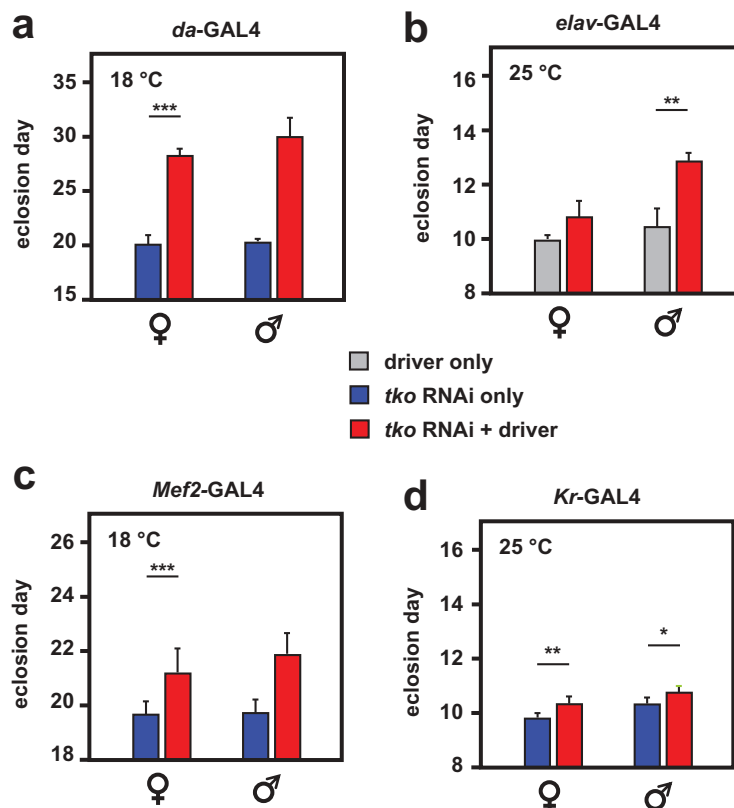 a
da-GAL4
18 °C
***
35
30
25
20
15
eclosion day
♀ ♂
b
elav-GAL4
25 °C
**
16
14
12
10
8
eclosion day
♀ ♂
driver only
tko RNAi only
tko RNAi + driver
c
Mef2-GAL4
18 °C
***
26
24
22
20
18
eclosion day
♀ ♂
d
Kr-GAL4
25 °C
** *
16
14
12
10
8
eclosion day
♀ ♂